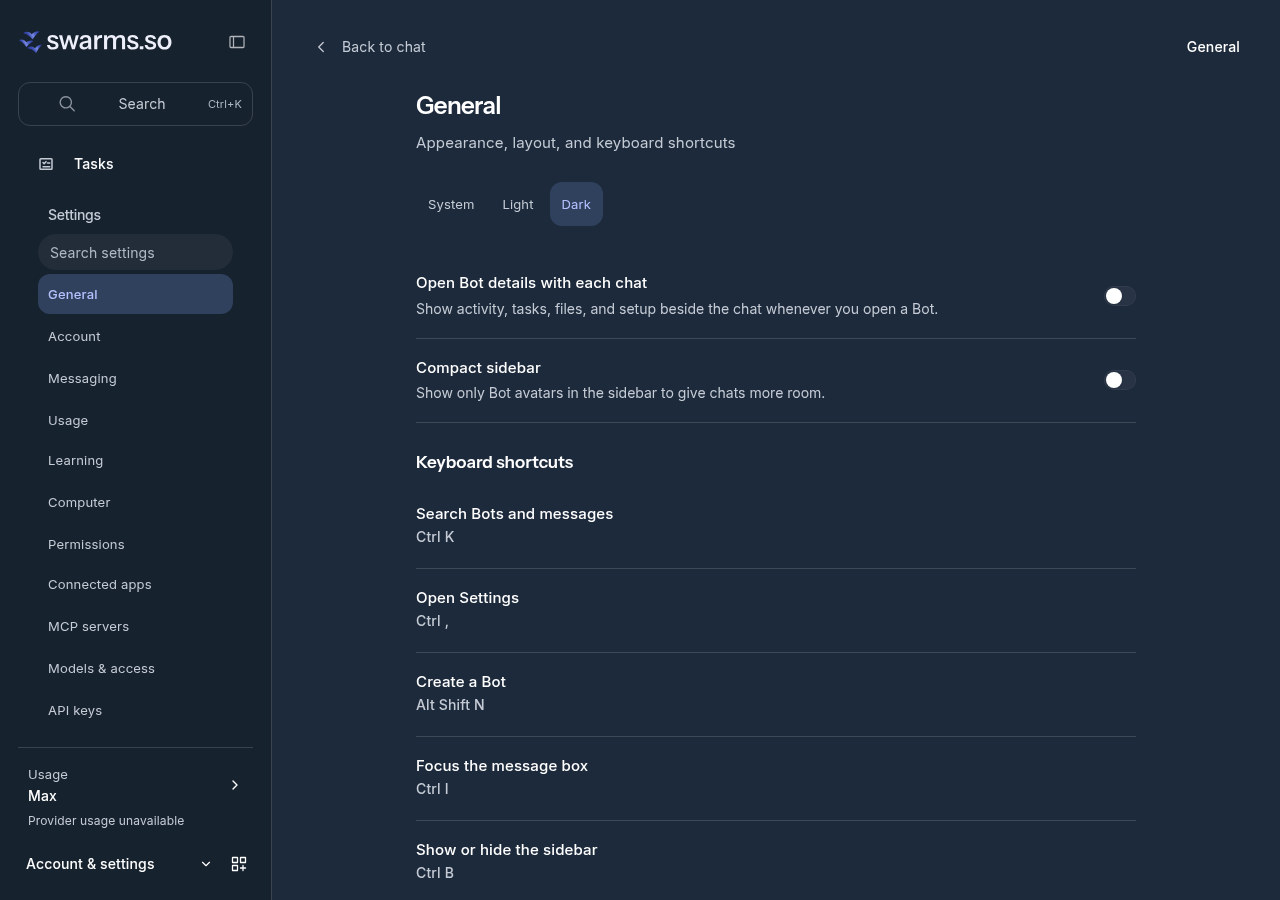 swarms.so
Search Ctrl+K
Tasks
Settings
Search settings
General
Account
Messaging
Usage
Learning
Computer
Permissions
Connected apps
MCP servers
Models & access
API keys
Usage
Max
Provider usage unavailable
Account & settings
Back to chat
General
General
Appearance, layout, and keyboard shortcuts
System Light Dark
Open Bot details with each chat
Show activity, tasks, files, and setup beside the chat whenever you open a Bot.
Compact sidebar
Show only Bot avatars in the sidebar to give chats more room.
Keyboard shortcuts
Search Bots and messages
Ctrl K
Open Settings
Ctrl ,
Create a Bot
Alt Shift N
Focus the message box
Ctrl I
Show or hide the sidebar
Ctrl B